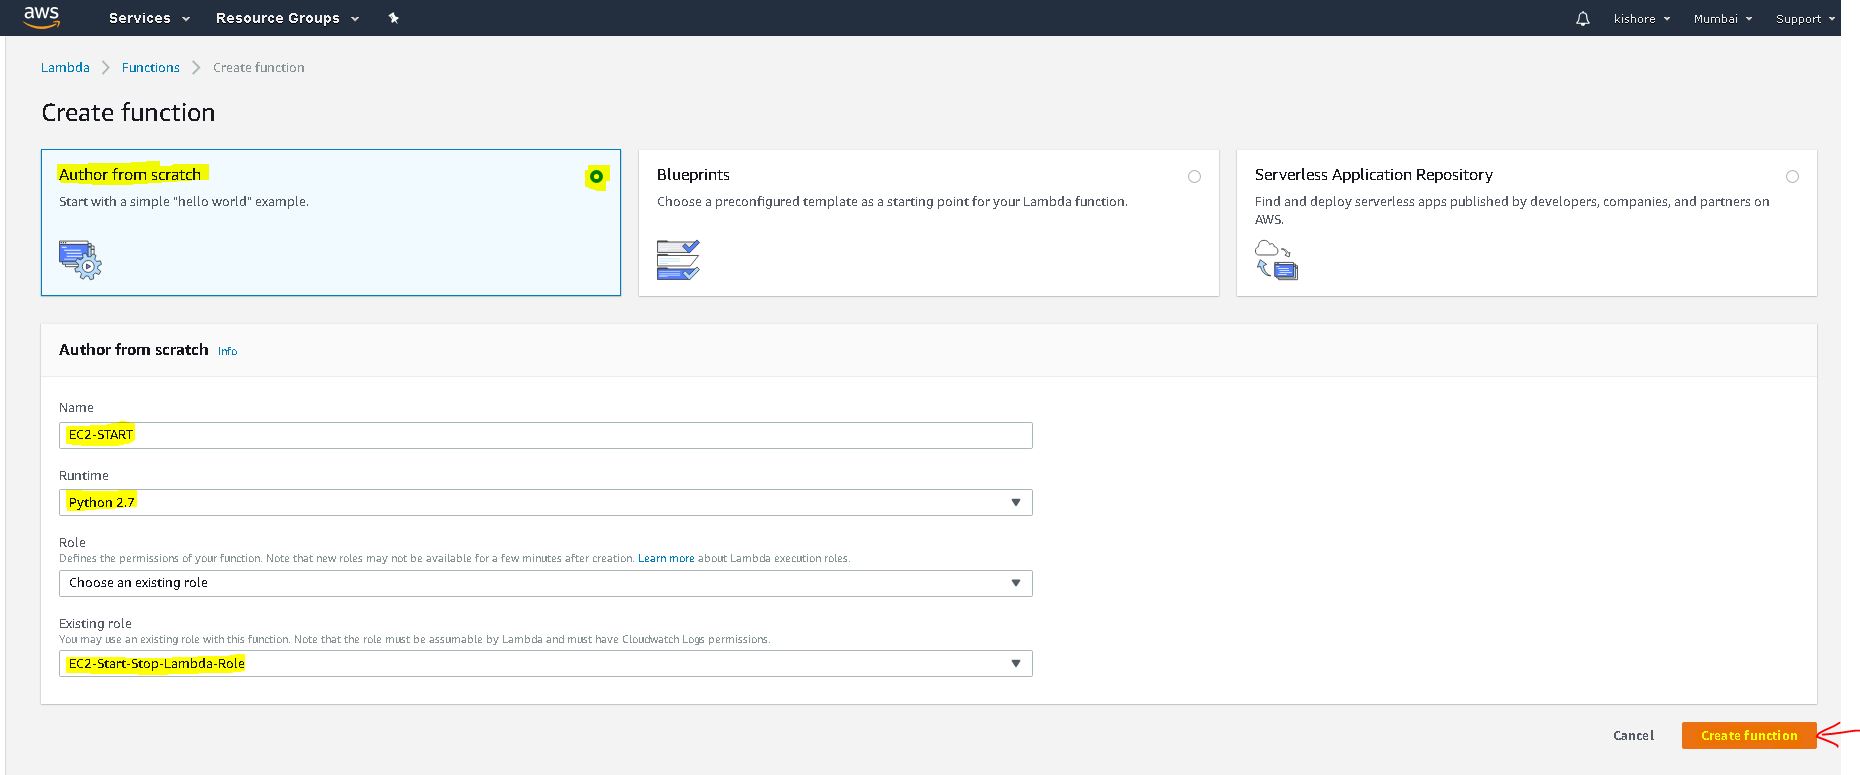 aws Services Resource Groups kishore Mumbai Support
Lambda Functions Create function
Create function
Author from scratch
Start with a simple "hello world" example.
Blueprints
Choose a preconfigured template as a starting point for your Lambda function.
Serverless Application Repository
Find and deploy serverless apps published by developers, companies, and partners on
AWS.
Author from scratch Info
Name
EC2-START
Runtime
Python 2.7
Role
Defines the permissions of your function. Note that new roles may not be available for a few minutes after creation. Learn more about Lambda execution roles.
Choose an existing role
Existing role
You may use an existing role with this function. Note that the role must be assumable by Lambda and must have Cloudwatch Logs permissions.
EC2-Start-Stop-Lambda-Role
Cancel Create function